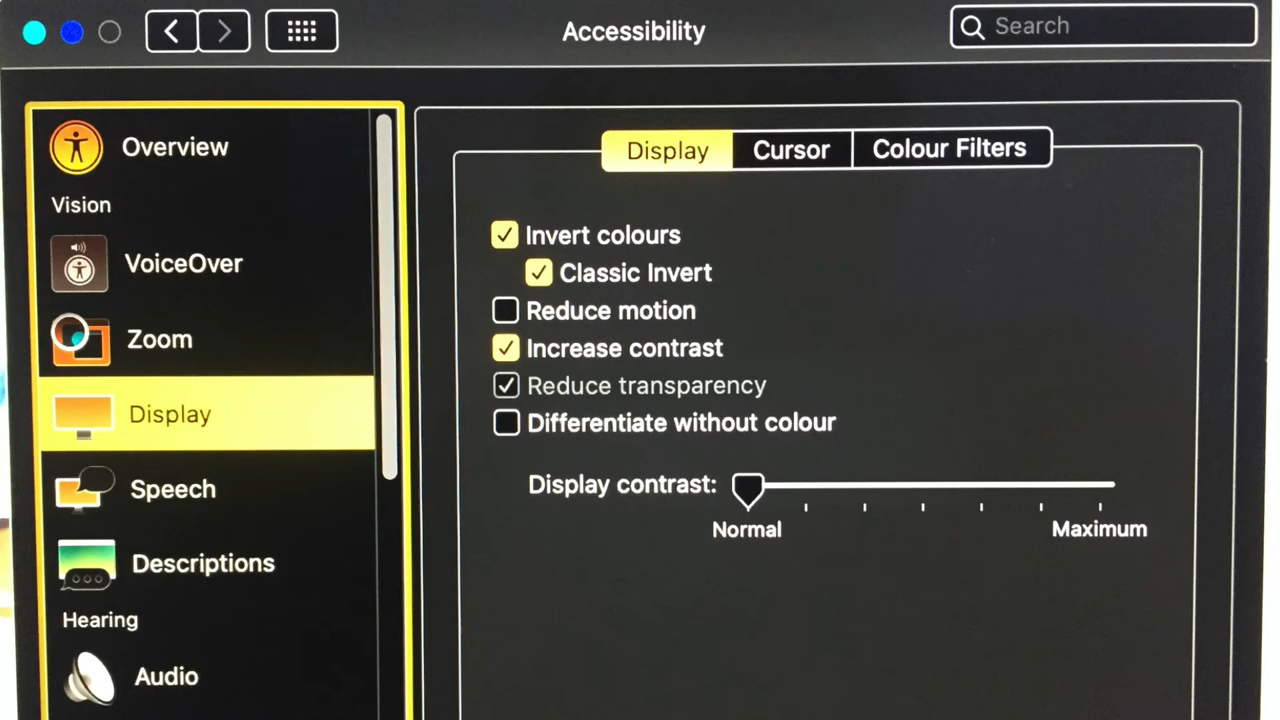 Accessibility
Search
Overview
Vision
VoiceOver
Zoom
Display
Speech
Descriptions
Hearing
Audio
Display
Cursor
Colour Filters
Invert colours
Classic Invert
Reduce motion
Increase contrast
Reduce transparency
Differentiate without colour
Display contrast:
Normal
Maximum